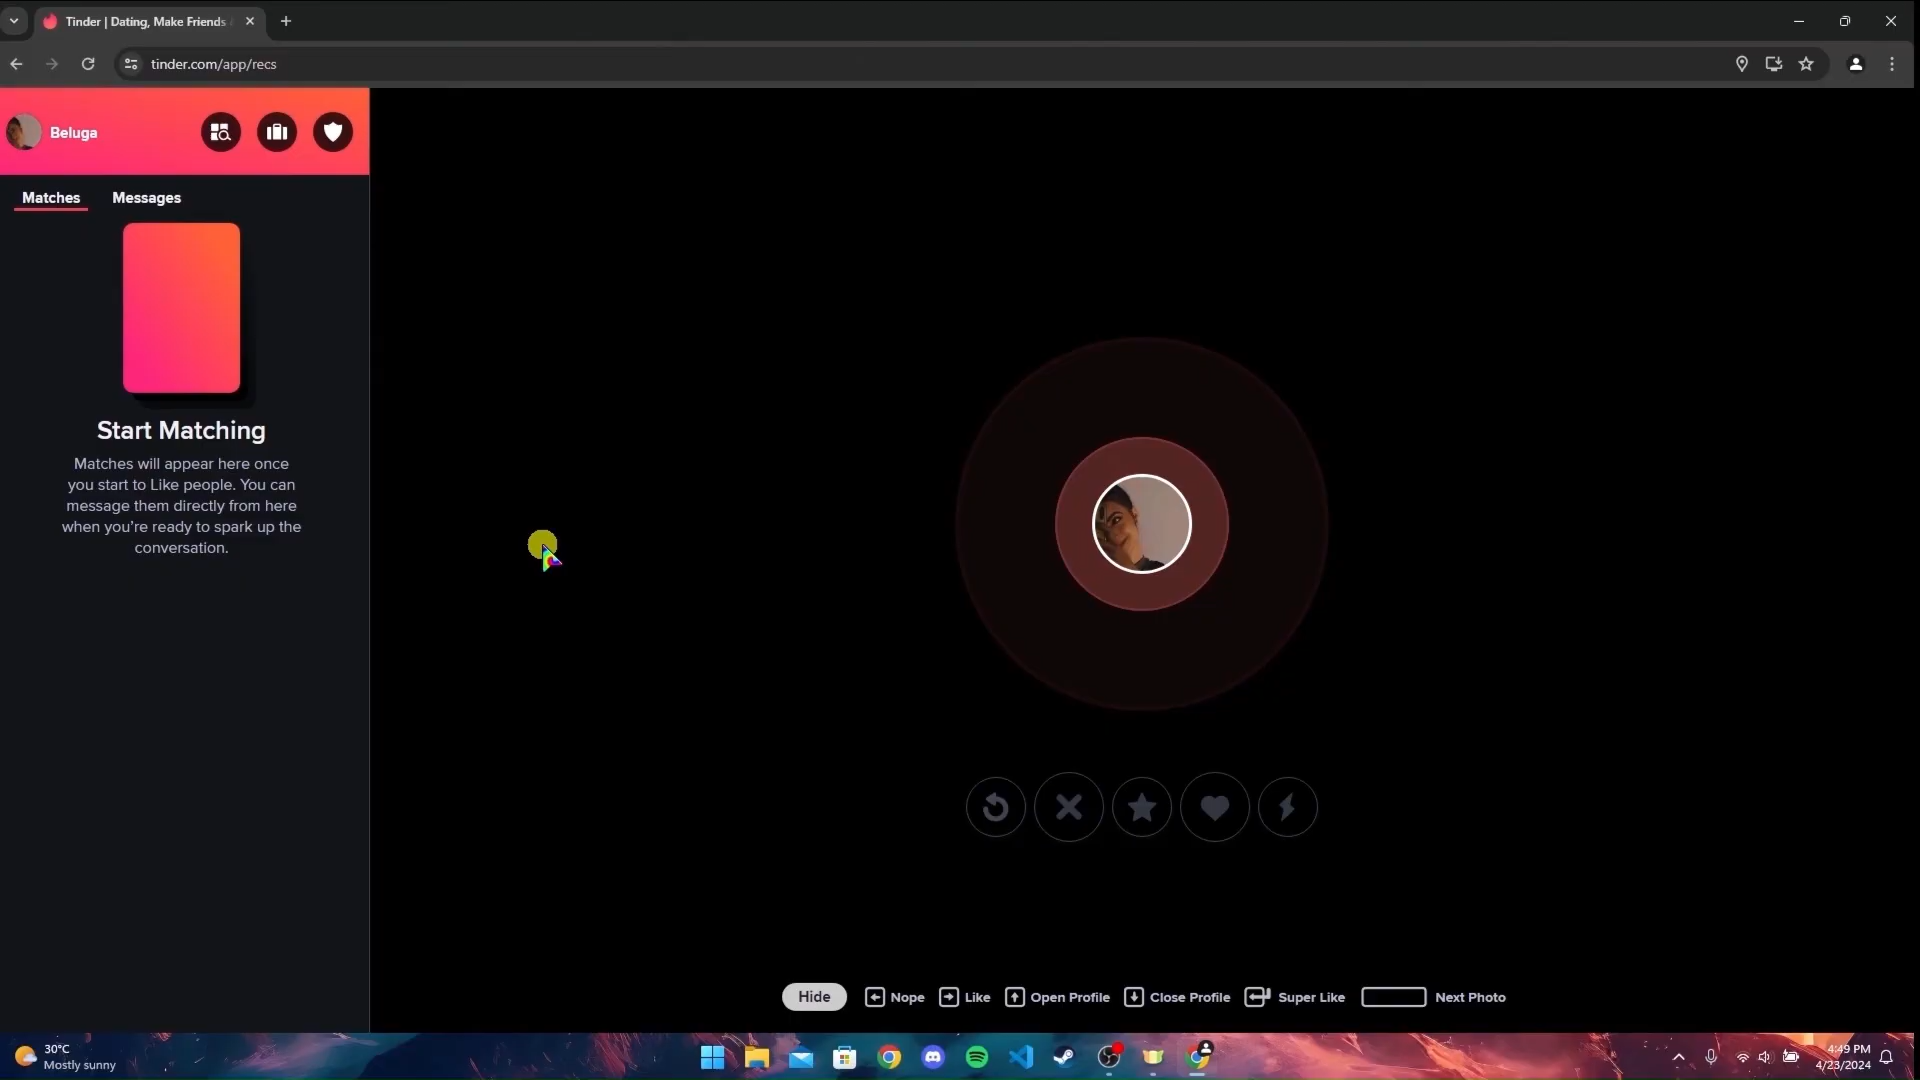 Tinder | Dating, Make Friends
tinder.com/app/recs
Beluga
Matches
Messages
Start Matching
Matches will appear here once
you start to Like people. You can
message them directly from here
when you’re ready to spark up the
conversation.
Hide
Nope
Like
Open Profile
Close Profile
Super Like
Next Photo
30°C
Mostly sunny
4:49 PM
4/23/2024